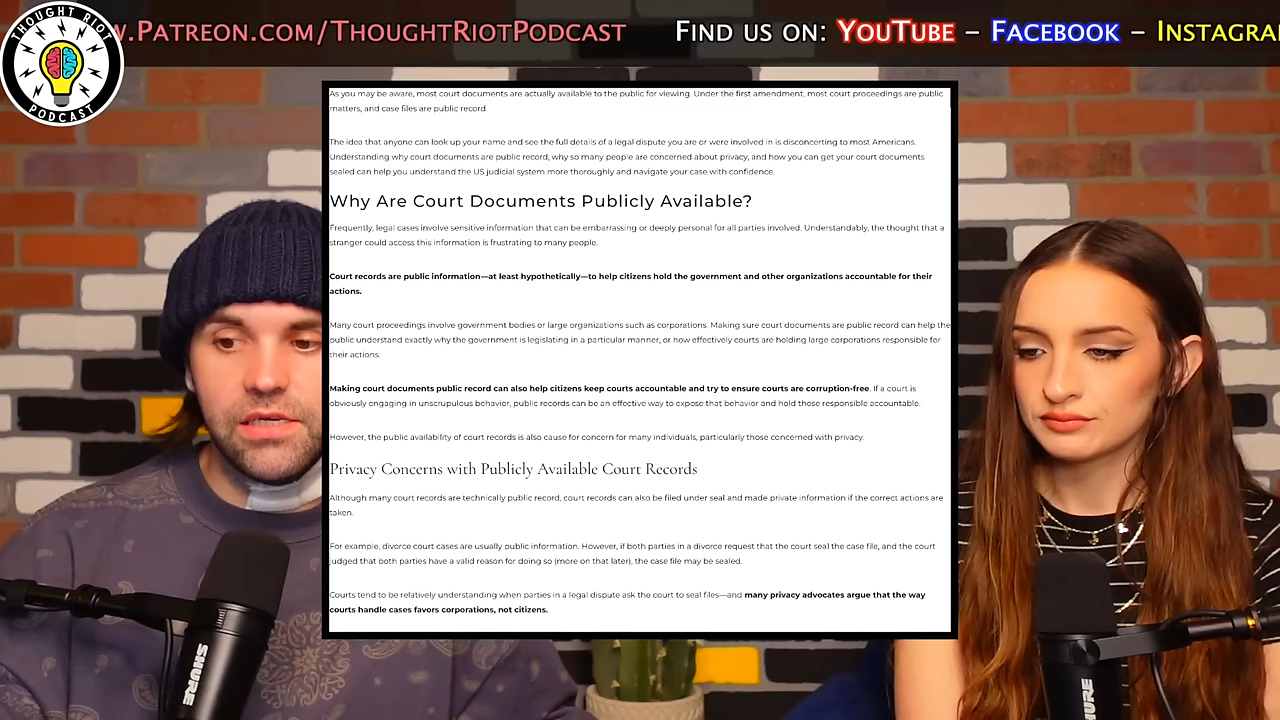 w.Patreon.com/ThoughtRiotPodcast Find us on: YouTube – Facebook – Instagra
THOUGHT RIOT
PODCAST
As you may be aware, most court documents are actually available to the public for viewing. Under the first amendment, most court proceedings are public
matters, and case files are public record.
The idea that anyone can look up your name and see the full details of a legal dispute you are or were involved in is disconcerting to most Americans.
Understanding why court documents are public record, why so many people are concerned about privacy, and how you can get your court documents
sealed can help you understand the US judicial system more thoroughly and navigate your case with confidence.
Why Are Court Documents Publicly Available?
Frequently, legal cases involve sensitive information that can be embarrassing or deeply personal for all parties involved. Understandably, the thought that a
stranger could access this information is frustrating to many people.
Court records are public information—at least hypothetically—to help citizens hold the government and other organizations accountable for their
actions.
Many court proceedings involve government bodies or large organizations such as corporations. Making sure court documents are public record can help the
public understand exactly why the government is legislating in a particular manner, or how effectively courts are holding large corporations responsible for
their actions.
Making court documents public record can also help citizens keep courts accountable and try to ensure courts are corruption-free. If a court is
obviously engaging in unscrupulous behavior, public records can be an effective way to expose that behavior and hold those responsible accountable.
However, the public availability of court records is also cause for concern for many individuals, particularly those concerned with privacy.
Privacy Concerns with Publicly Available Court Records
Although many court records are technically public record, court records can also be filed under seal and made private information if the correct actions are
taken.
For example, divorce court cases are usually public information. However, if both parties in a divorce request that the court seal the case file, and the court
judged that both parties have a valid reason for doing so (more on that later), the case file may be sealed.
Courts tend to be relatively understanding when parties in a legal dispute ask the court to seal files—and many privacy advocates argue that the way
courts handle cases favors corporations, not citizens.
SHURE
SHURE